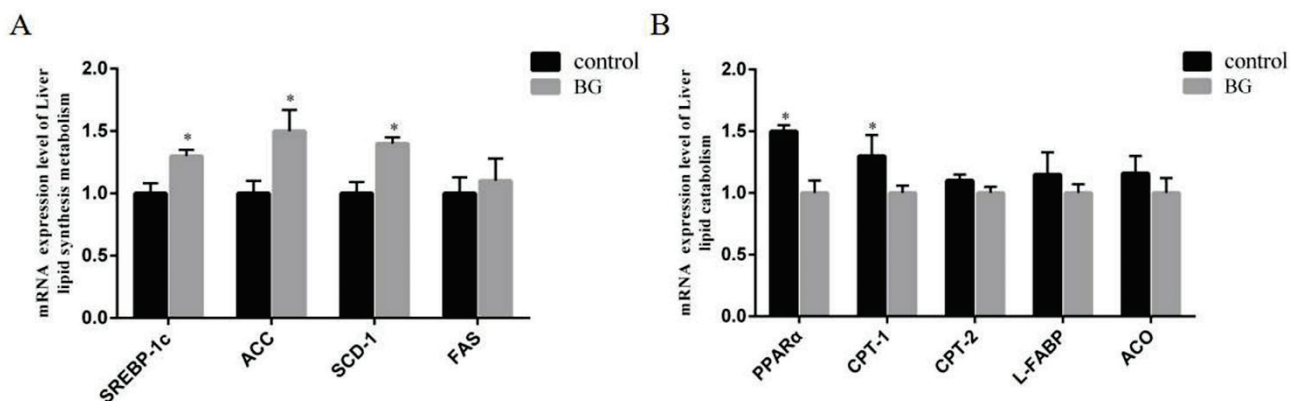 A
control
BG
mRNA expression level of Liver
lipid synthesis metabolism
2.0
1.5
1.0
0.5
0.0
*
*
*
SREBP-1c
ACC
SCD-1
FAS
B
control
BG
mRNA expression level of Liver
lipid catabolism
2.0
1.5
1.0
0.5
0.0
*
*
PPARα
CPT-1
CPT-2
L-FABP
ACO